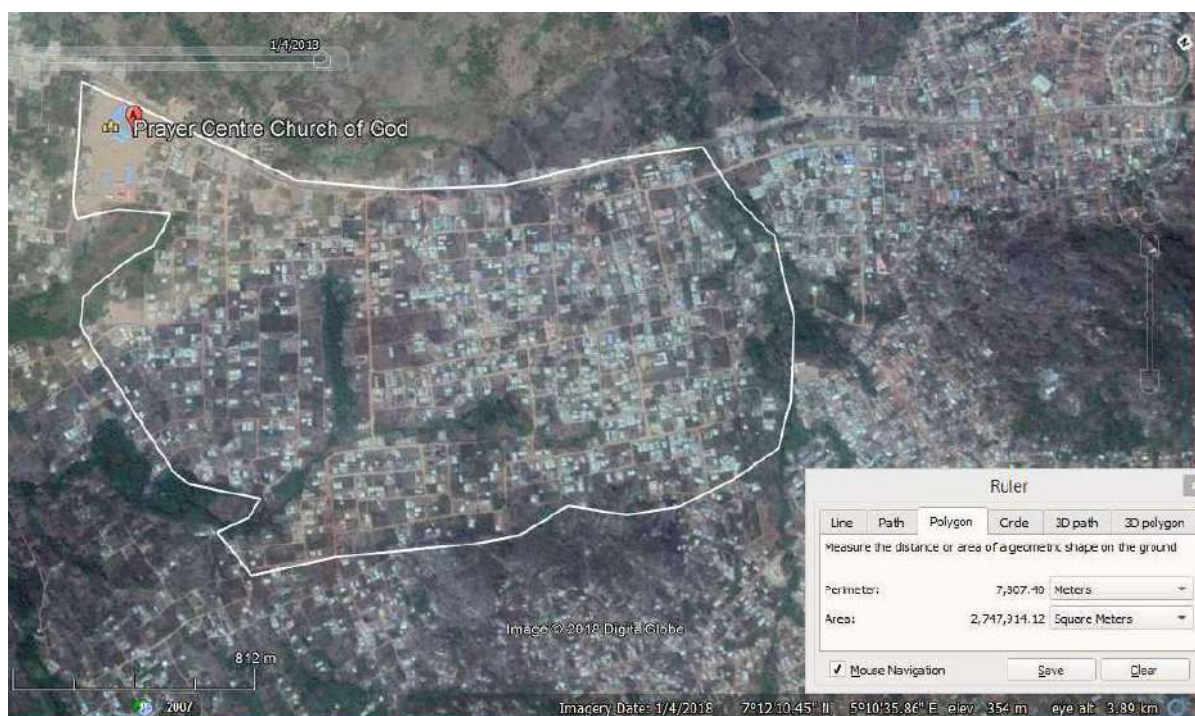 1/4/2013
N
A
Prayer Centre Church of God
Ruler
Line Path Polygon Circle 3D path 3D polygon
Measure the distance or area of a geometric shape on the ground
Perimeter: 7,807.40 Meters
Area: 2,747,914.12 Square Meters
Mouse Navigation Save Clear
Image © 2018 DigitalGlobe
812 m
2007
Imagery Date: 1/4/2018 7°12'10.45" N 5°10'35.86" E elev 354 m eye alt 3.89 km